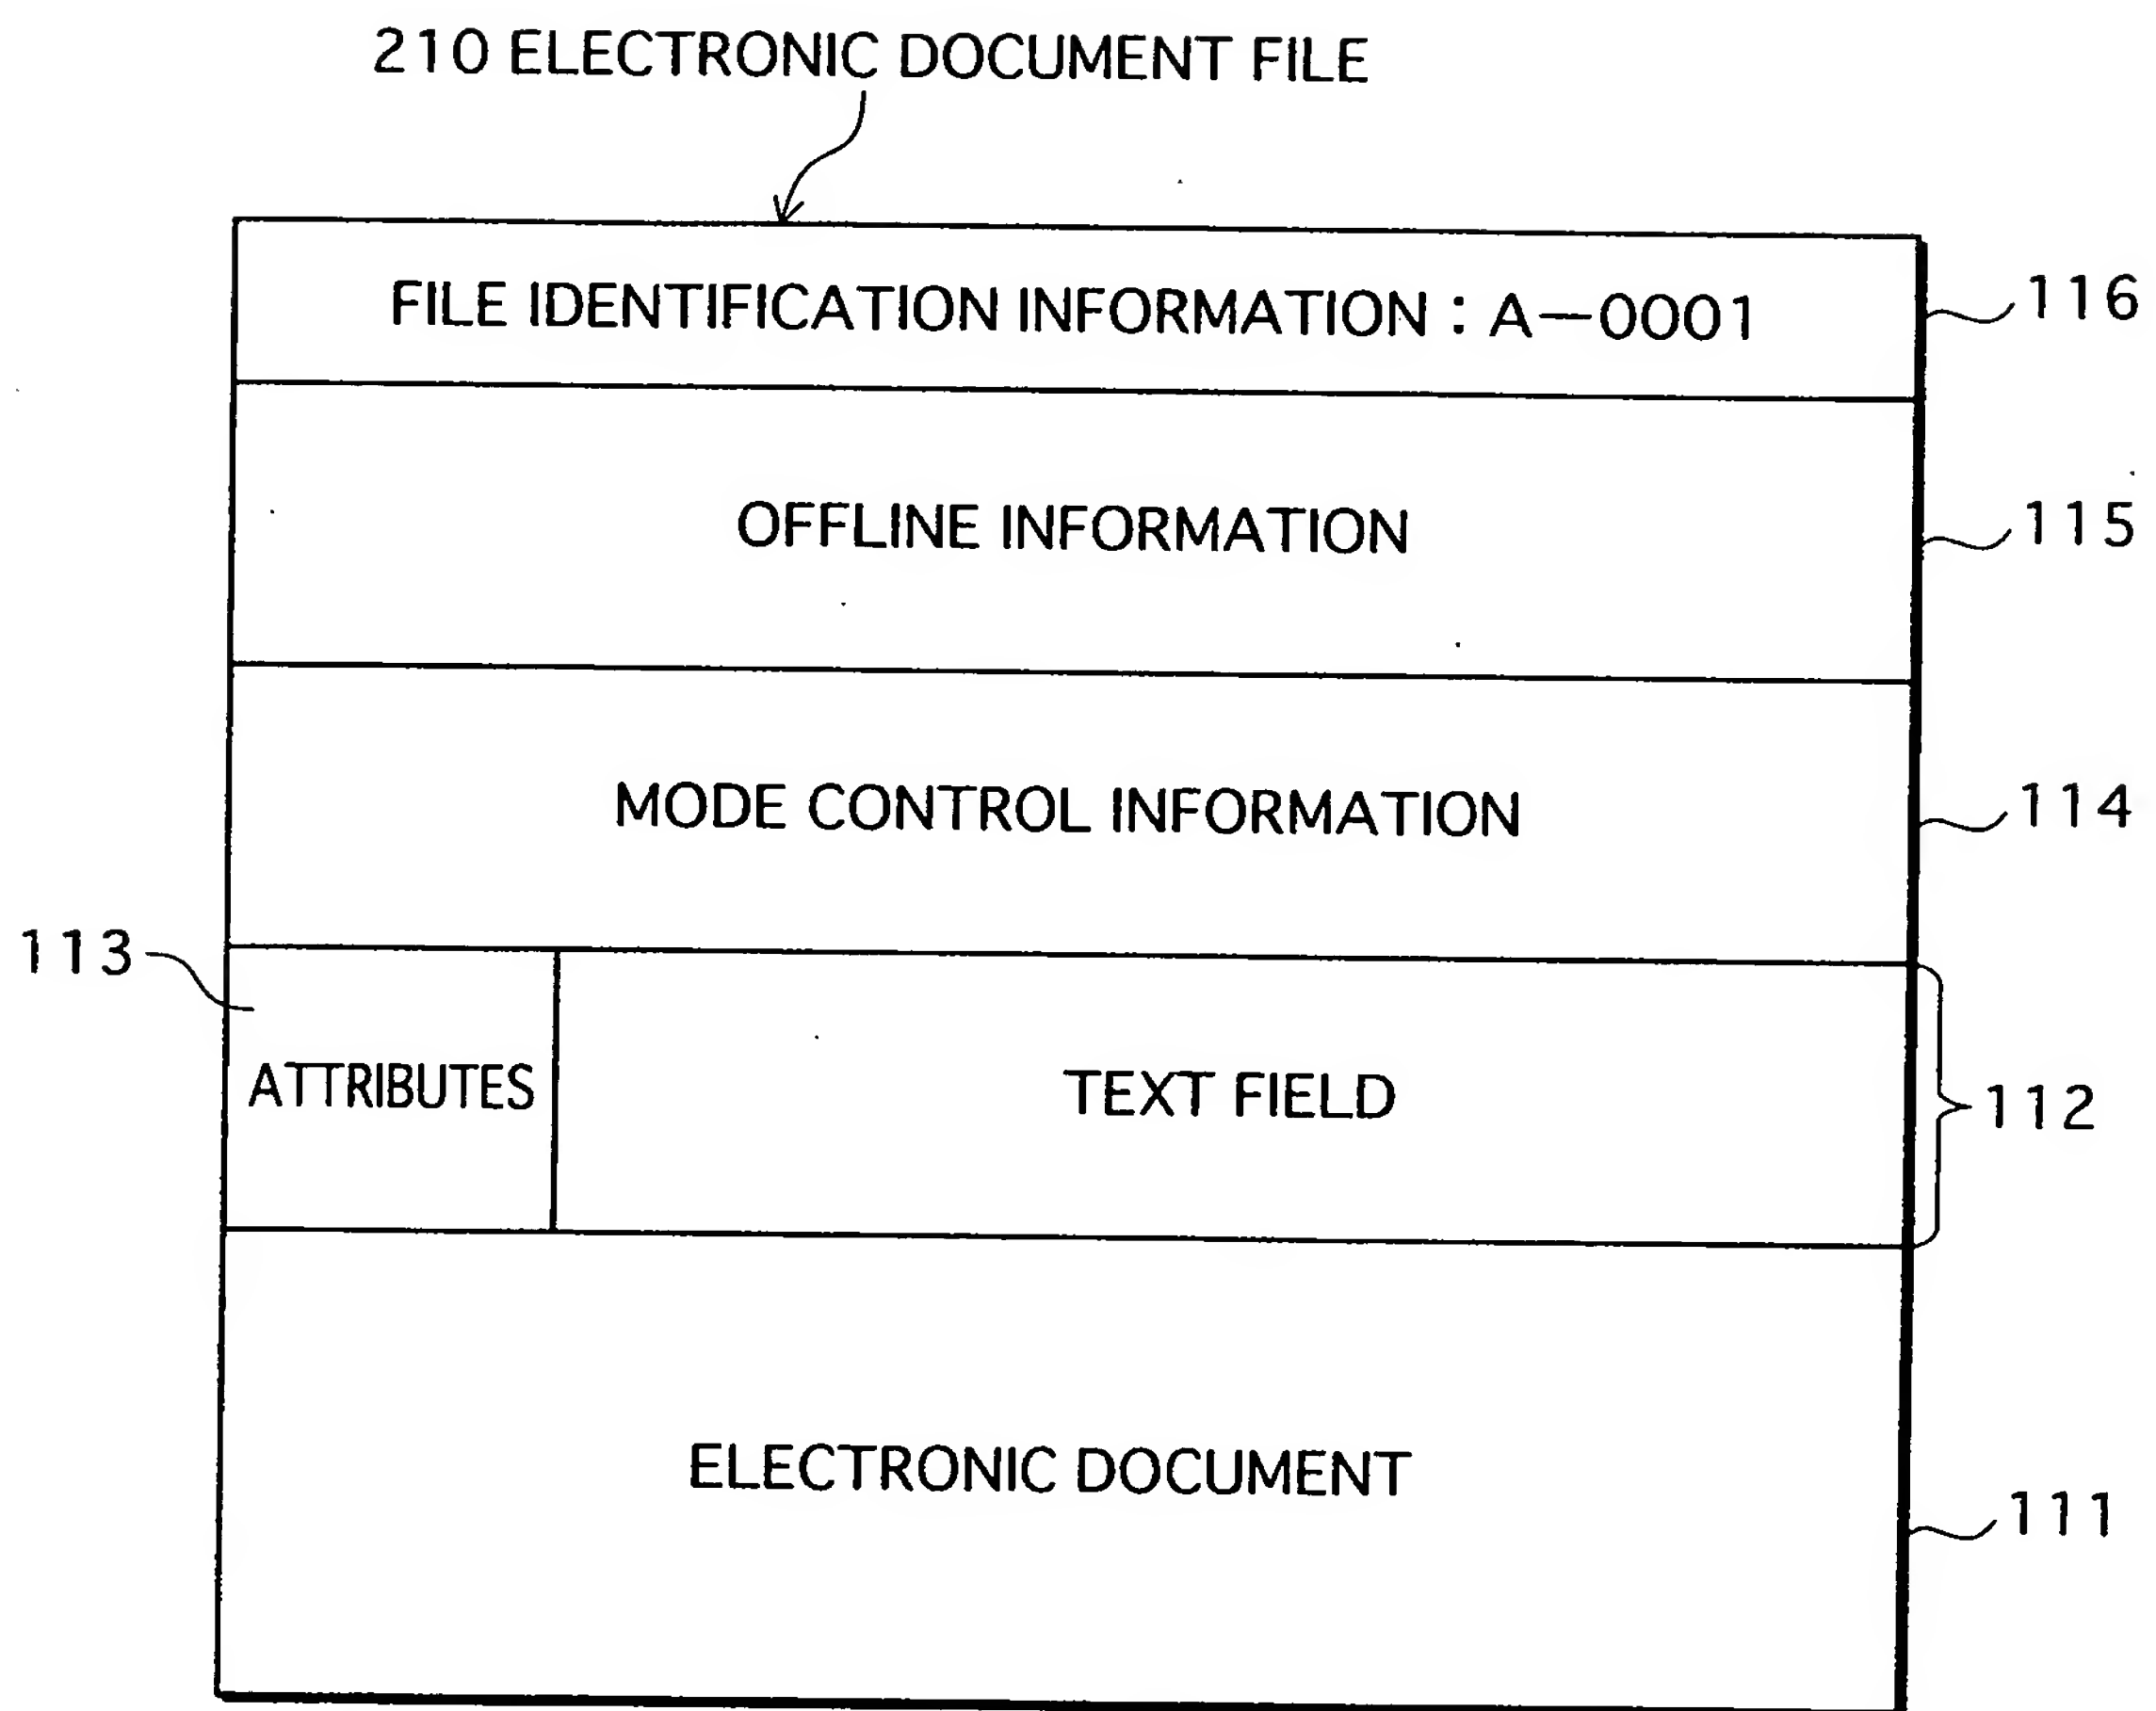 210 ELECTRONIC DOCUMENT FILE
FILE IDENTIFICATION INFORMATION : A—0001
116
OFFLINE INFORMATION
115
MODE CONTROL INFORMATION
114
113
ATTRIBUTES
TEXT FIELD
112
ELECTRONIC DOCUMENT
111